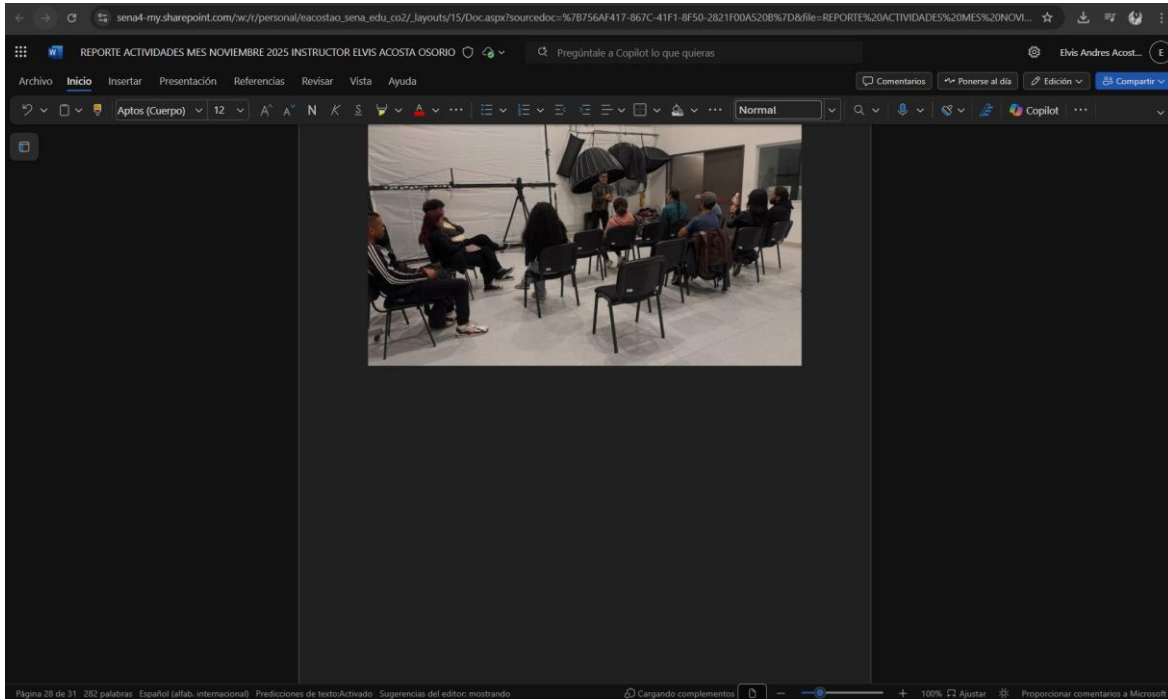 sena4-my.sharepoint.com/:w:/r/personal/eacostao_sena_edu_co2/_layouts/15/Doc.aspx?sourcedoc=%7B756AF417-867C-41F1-8F50-2821F00A520B%7D&file=REPORTE%20ACTIVIDADES%20MES%20NOVI...
REPORTE ACTIVIDADES MES NOVIEMBRE 2025 INSTRUCTOR ELVIS ACOSTA OSORIO
Pregúntale a Copilot lo que quieras
Elvis Andres Acost...
E
Archivo Inicio Insertar Presentación Referencias Revisar Vista Ayuda
Comentarios Ponerse al día Edición Compartir
Aptos (Cuerpo) 12 N K S A Normal Copilot
Página 28 de 31 282 palabras Español (alfab. internacional) Predicciones de texto:Activado Sugerencias del editor: mostrando Cargando complementos 100% Ajustar Proporcionar comentarios a Microsoft